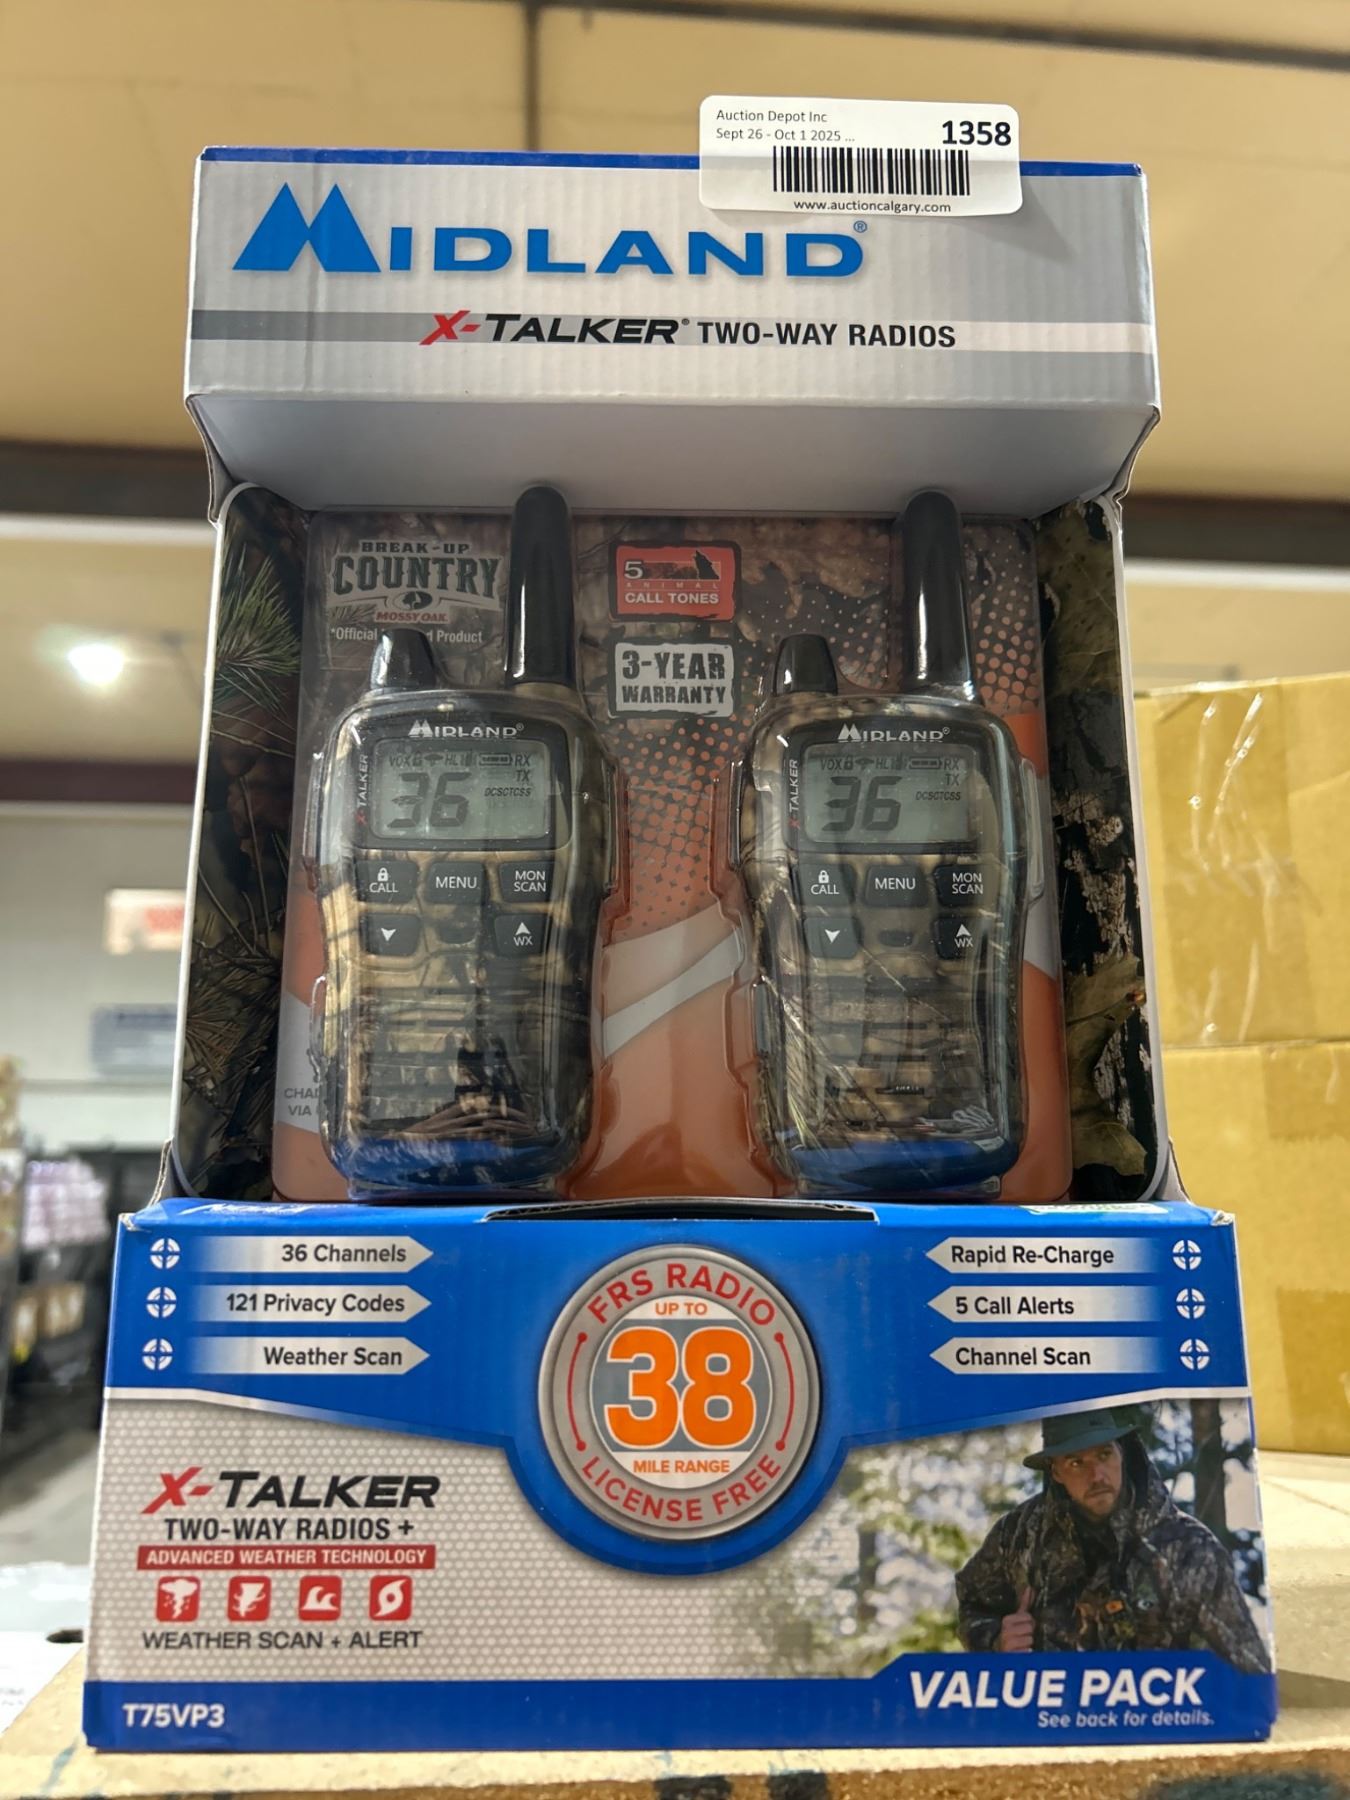 Auction Depot Inc
Sept 26 - Oct 1 2025 ...
1358
www.auctioncalgary.com
MIDLAND®
X-TALKER® TWO-WAY RADIOS
BREAK-UP
COUNTRY
MOSSY OAK
*Official
d Product
5
ANIMAL
CALL TONES
3-YEAR
WARRANTY
MIDLAND®
X-TALKER
VOX HL RX
TX
36
DCSCTCSS
CALL
MENU
MON
SCAN
WX
MIDLAND®
X-TALKER
VOX HL RX
TX
36
DCSCTCSS
CALL
MENU
MON
SCAN
WX
VIA
36 Channels
121 Privacy Codes
Weather Scan
FRS RADIO
UP TO
38
MILE RANGE
LICENSE FREE
Rapid Re-Charge
5 Call Alerts
Channel Scan
X-TALKER
TWO-WAY RADIOS +
ADVANCED WEATHER TECHNOLOGY
WEATHER SCAN + ALERT
T75VP3
VALUE PACK
See back for details.